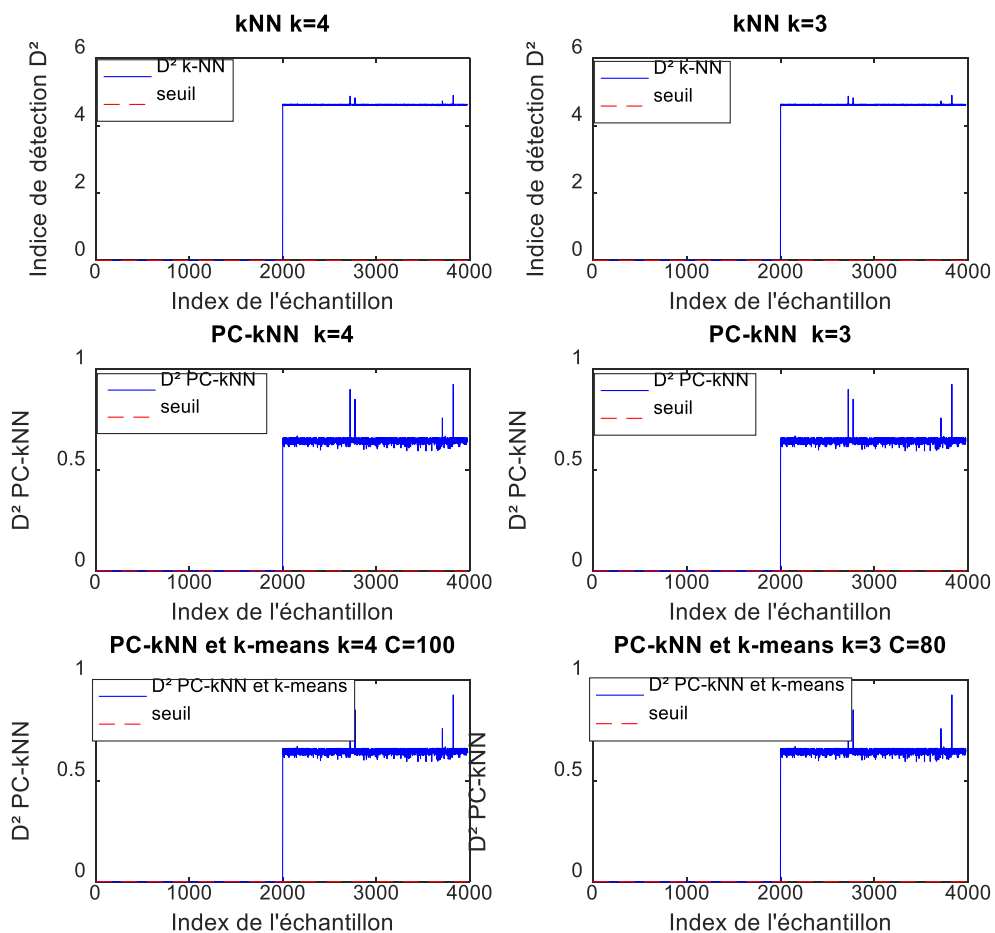 kNN k=4
Indice de détection D²
6
4
2
0
D² k-NN
seuil
0 1000 2000 3000 4000
Index de l'échantillon
kNN k=3
Indice de détection D²
6
4
2
0
D² k-NN
seuil
0 1000 2000 3000 4000
Index de l'échantillon
PC-kNN k=4
D² PC-kNN
1
0.5
0
D² PC-kNN
seuil
0 1000 2000 3000 4000
Index de l'échantillon
PC-kNN k=3
D² PC-kNN
1
0.5
0
D² PC-kNN
seuil
0 1000 2000 3000 4000
Index de l'échantillon
PC-kNN et k-means k=4 C=100
D² PC-kNN
1
0.5
0
D² PC-kNN et k-means
seuil
0 1000 2000 3000 4000
Index de l'échantillon
PC-kNN et k-means k=3 C=80
D² PC-kNN
1
0.5
0
D² PC-kNN et k-means
seuil
0 1000 2000 3000 4000
Index de l'échantillon